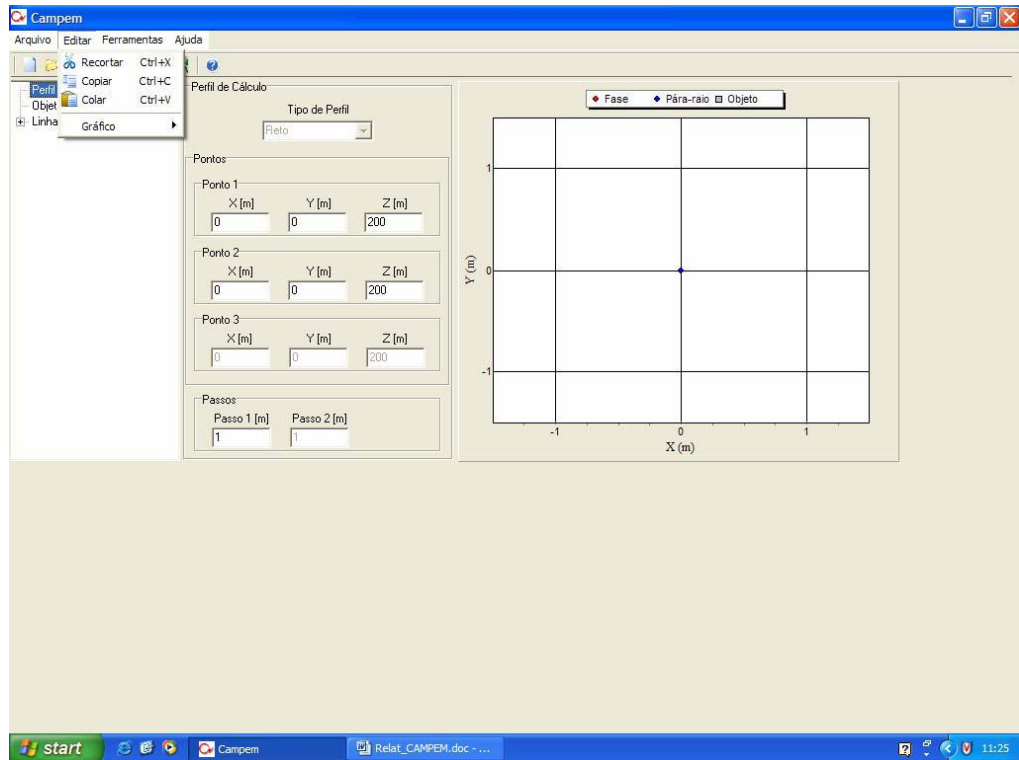 Campem
Arquivo Editar Ferramentas Ajuda
Recortar Ctrl+X
Copiar Ctrl+C
Colar Ctrl+V
Gráfico
Perfil
Objet
Linha
Perfil de Cálculo
Tipo de Perfil
Reto
Pontos
Ponto 1
X [m] Y [m] Z [m]
0 0 200
Ponto 2
X [m] Y [m] Z [m]
0 0 200
Ponto 3
X [m] Y [m] Z [m]
0 0 200
Passos
Passo 1 [m] Passo 2 [m]
1 1
Fase Pára-raio Objeto
1
0
-1
Y (m)
-1 0 1
X (m)
start Campem Relat_CAMPEM.doc - ... 11:25